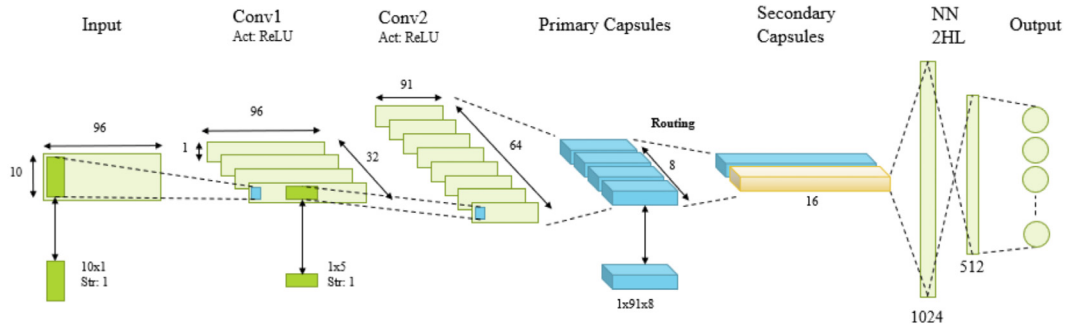 Input
Conv1
Act: ReLU
Conv2
Act: ReLU
Primary Capsules
Secondary
Capsules
NN
2HL
Output
96
10
10x1
Str: 1
96
1
32
1x5
Str: 1
91
64
Routing
8
1x91x8
16
1024
512